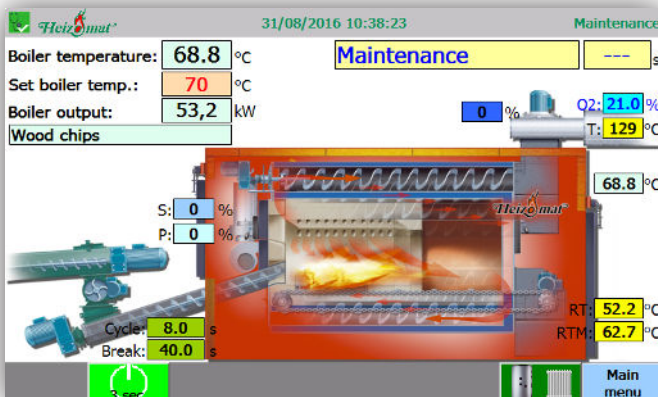 Heizomat 31/08/2016 10:38:23 Maintenance
Boiler temperature: 68.8 °C Maintenance --- s
Set boiler temp.: 70 °C
Boiler output: 53,2 kW 0 % O2: 21.0 %
Wood chips T: 129 °C
68.8 °C
Heizomat
S: 0 %
P: 0 %
RT: 52.2 °C
Cycle: 8.0 s RTM: 62.7 °C
Break: 40.0 s
3 sec
Main
menu